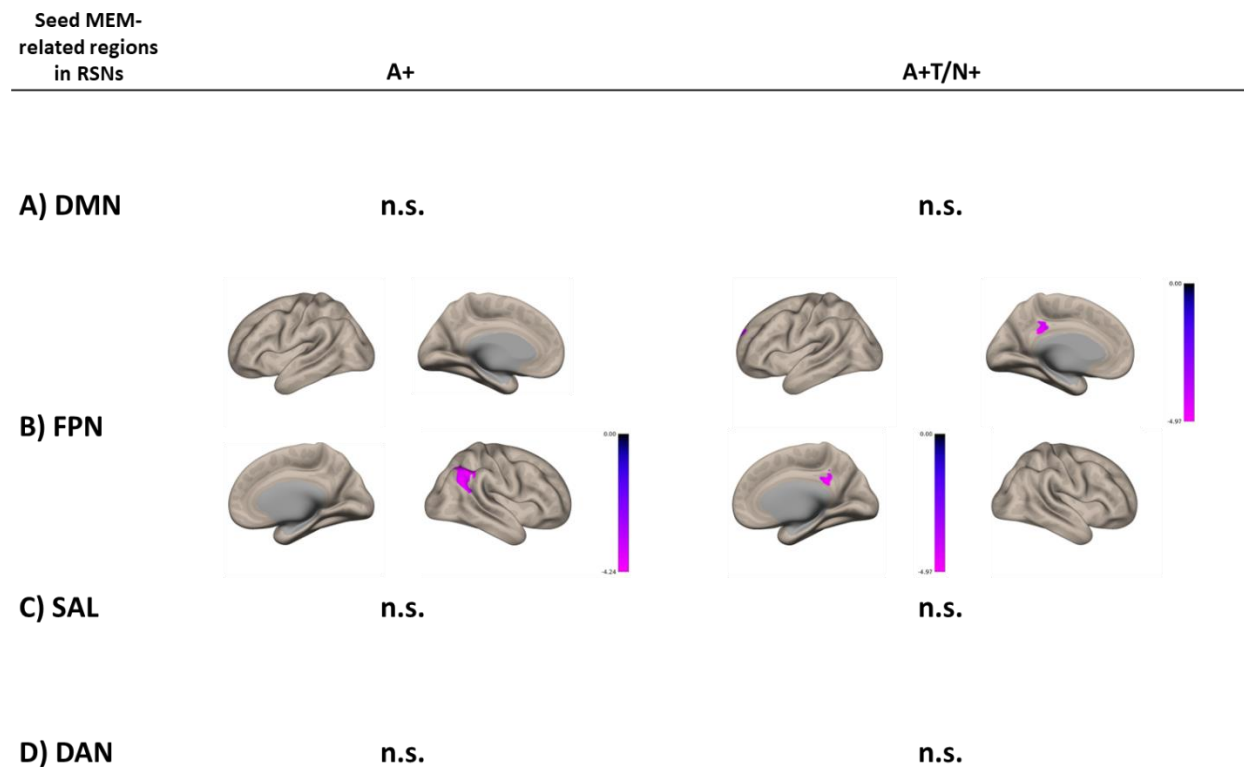 Seed MEM-
related regions
in RSNs
A+
A+T/N+
A) DMN
n.s.
n.s.
B) FPN
0.00
-4.97
0.00
-4.24
0.00
-4.97
C) SAL
n.s.
n.s.
D) DAN
n.s.
n.s.